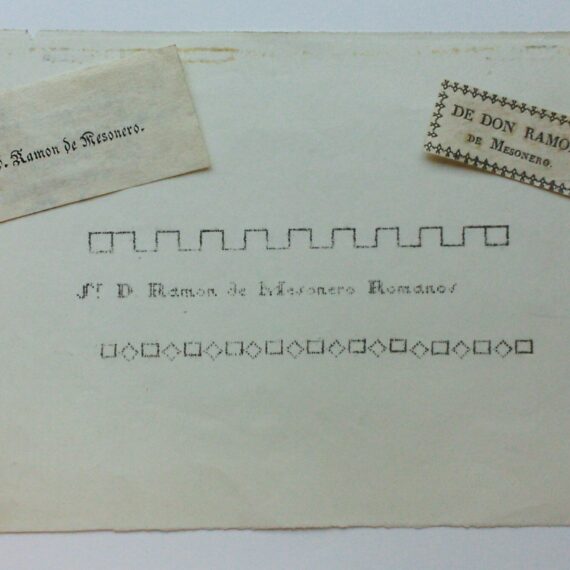 D. Ramon de Mesonero.
DE DON RAMO
DE MESONERO.
Sr D Ramon de Mesonero Romanos